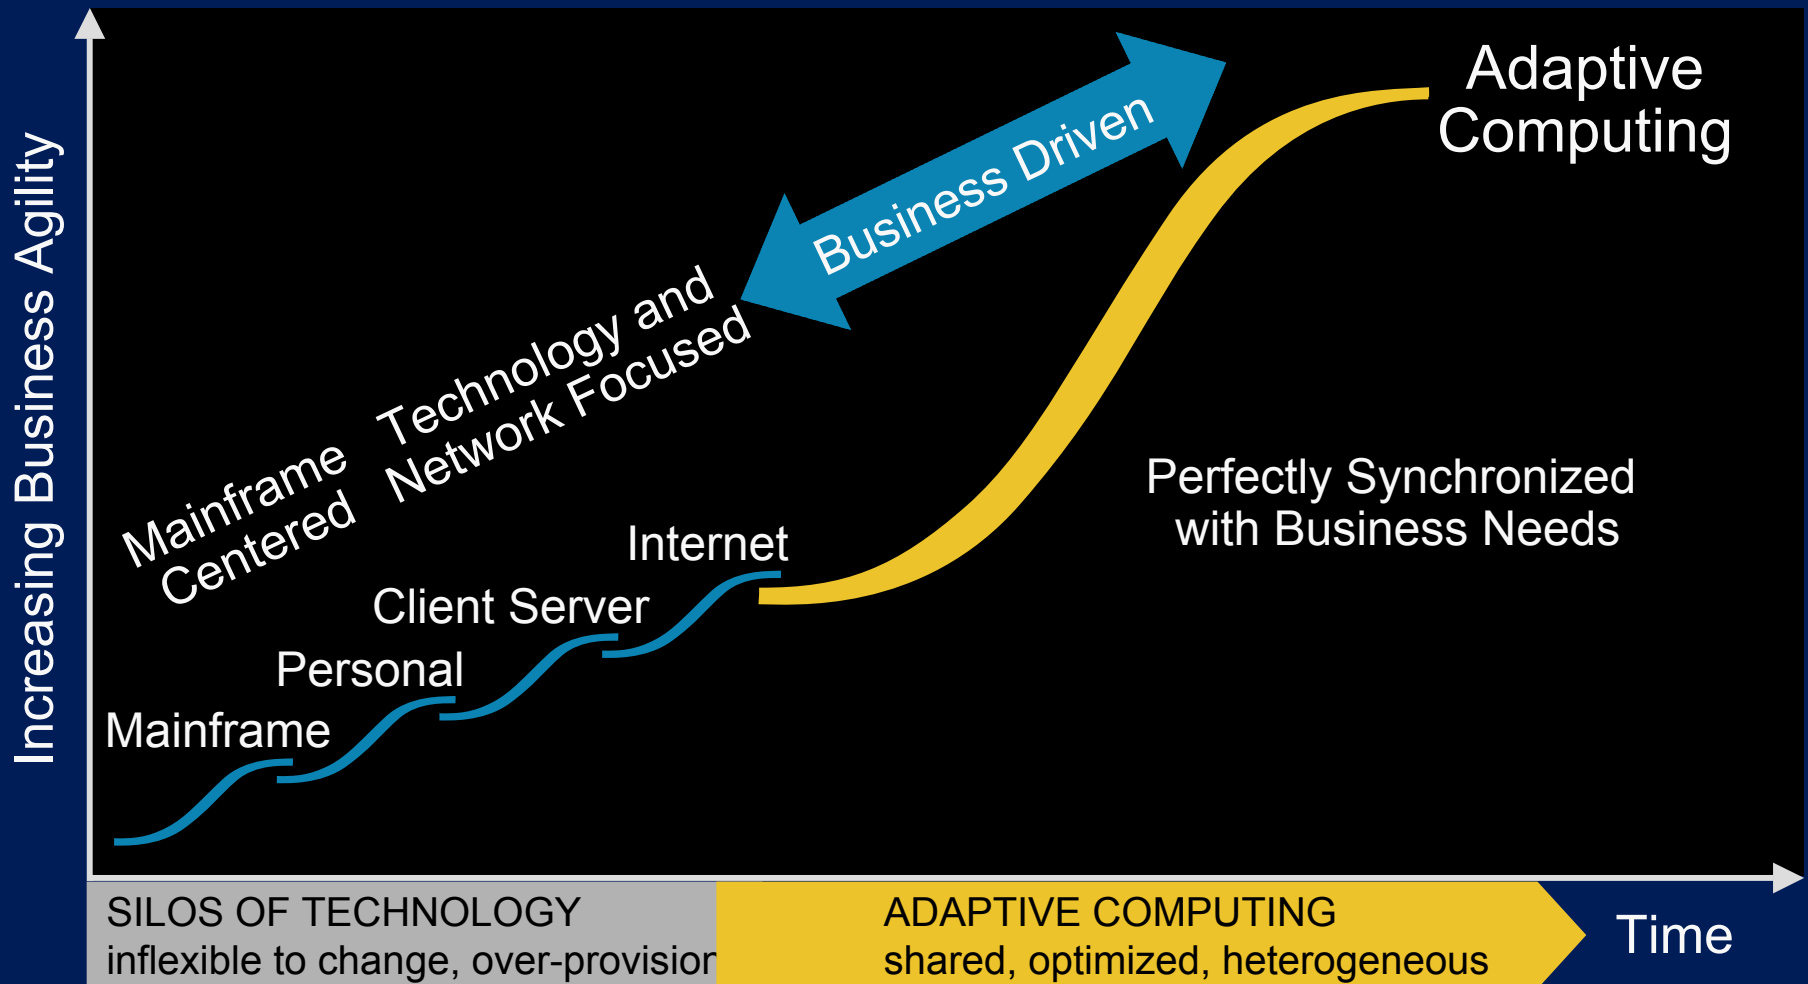 Increasing Business Agility
Adaptive
Computing
Business Driven
Technology and
Network Focused
Mainframe
Centered
Perfectly Synchronized
with Business Needs
Internet
Client Server
Personal
Mainframe
SILOS OF TECHNOLOGY
inflexible to change, over-provision
ADAPTIVE COMPUTING
shared, optimized, heterogeneous
Time